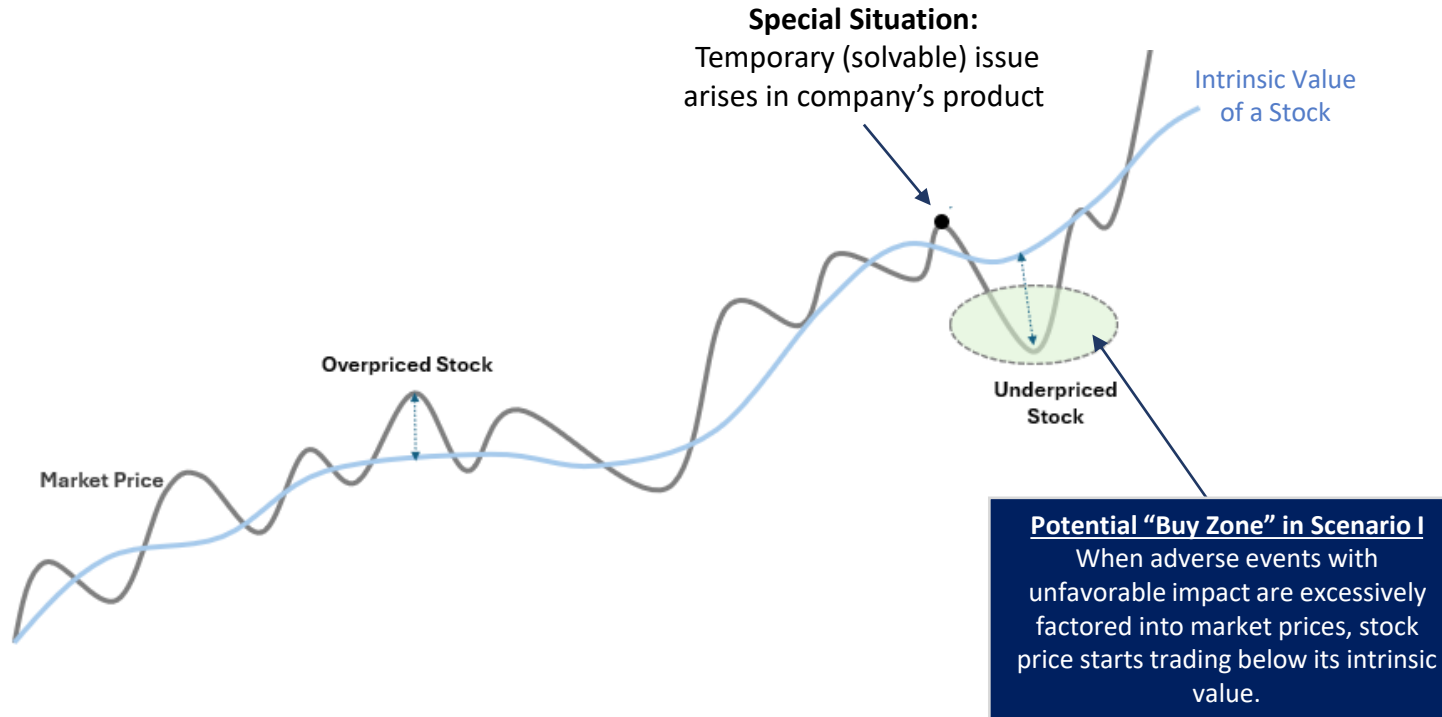 Special Situation:
Temporary (solvable) issue
arises in company’s product
Intrinsic Value
of a Stock
Overpriced Stock
Underpriced
Stock
Market Price
Potential “Buy Zone” in Scenario I
When adverse events with
unfavorable impact are excessively
factored into market prices, stock
price starts trading below its intrinsic
value.